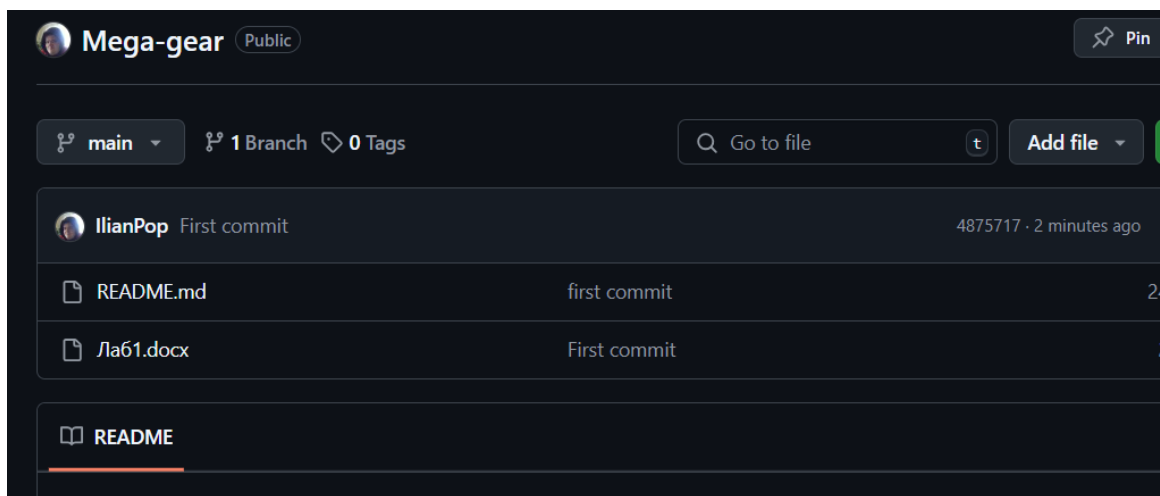 Mega-gear Public Pin
main 1 Branch 0 Tags Go to file t Add file
IlianPop First commit 4875717 · 2 minutes ago
README.md first commit
Лаб1.docx First commit
README